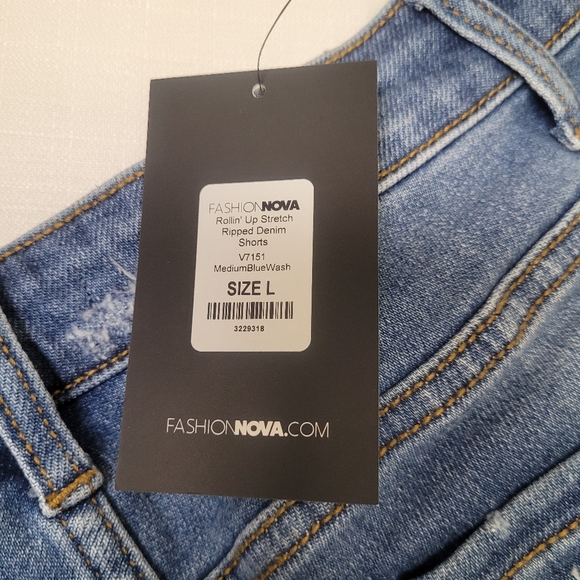 FASHIONNOVA
Rollin' Up Stretch
Ripped Denim
Shorts
V7151
MediumBlueWash
SIZE L
3229318
FASHIONNOVA.COM